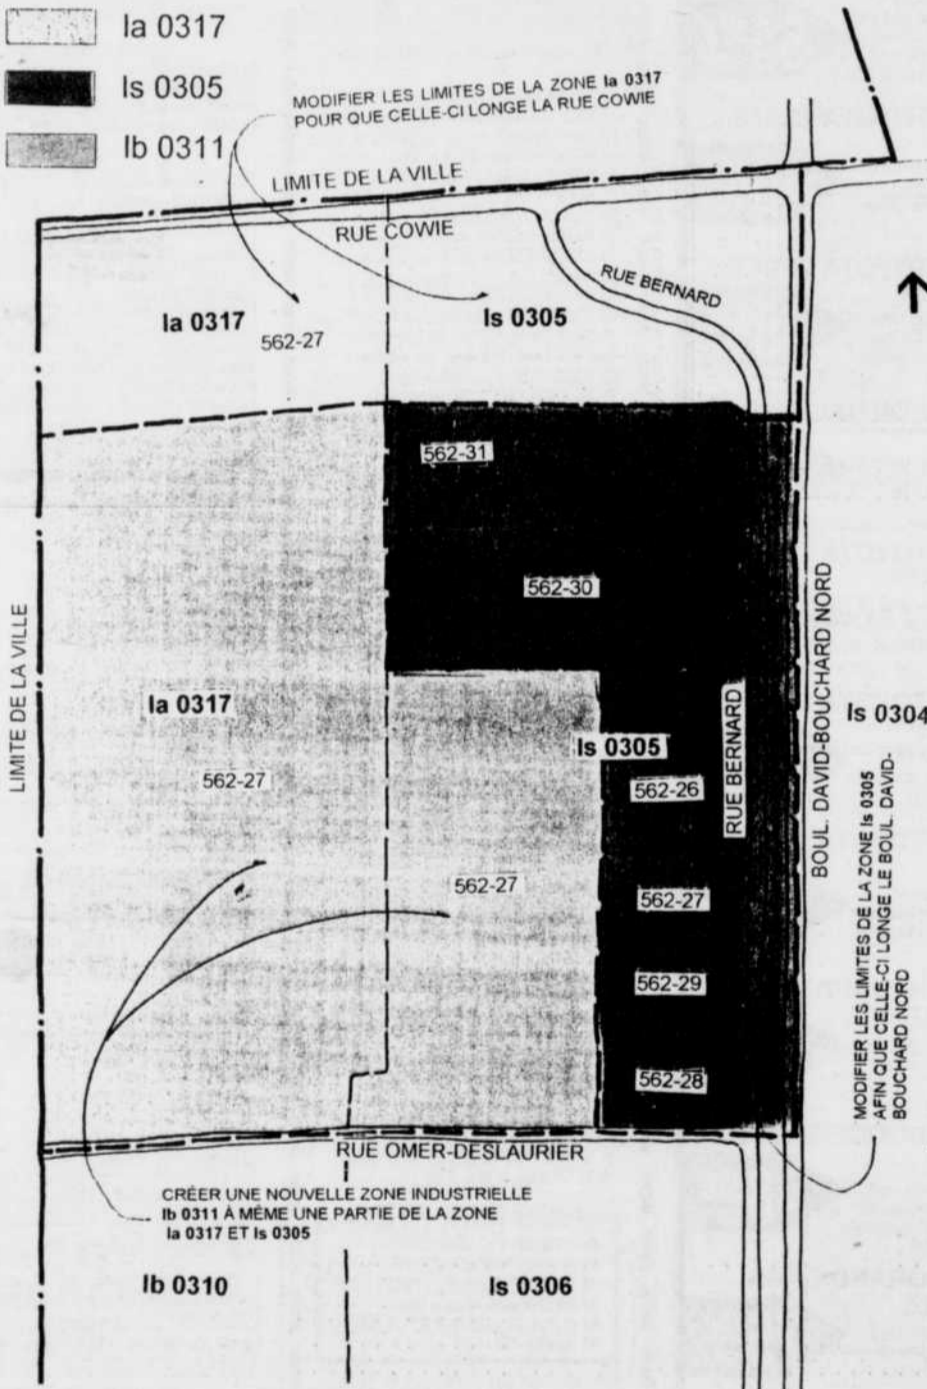 Ia 0317
Is 0305
Ib 0311
MODIFIER LES LIMITES DE LA ZONE Ia 0317
POUR QUE CELLE-CI LONGE LA RUE COWIE
LIMITE DE LA VILLE
RUE COWIE
RUE BERNARD
Ia 0317
562-27
Is 0305
562-31
562-30
LIMITE DE LA VILLE
Ia 0317
562-27
Is 0305
RUE BERNARD
BOUL. DAVID-BOUCHARD NORD
Is 0304
562-26
562-27
562-27
562-29
562-28
MODIFIER LES LIMITES DE LA ZONE Is 0305
AFIN QUE CELLE-CI LONGE LE BOUL. DAVID-
BOUCHARD NORD
RUE OMER-DESLAURIER
CRÉER UNE NOUVELLE ZONE INDUSTRIELLE
Ib 0311 À MÊME UNE PARTIE DE LA ZONE
Ia 0317 ET Is 0305
Ib 0310
Is 0306